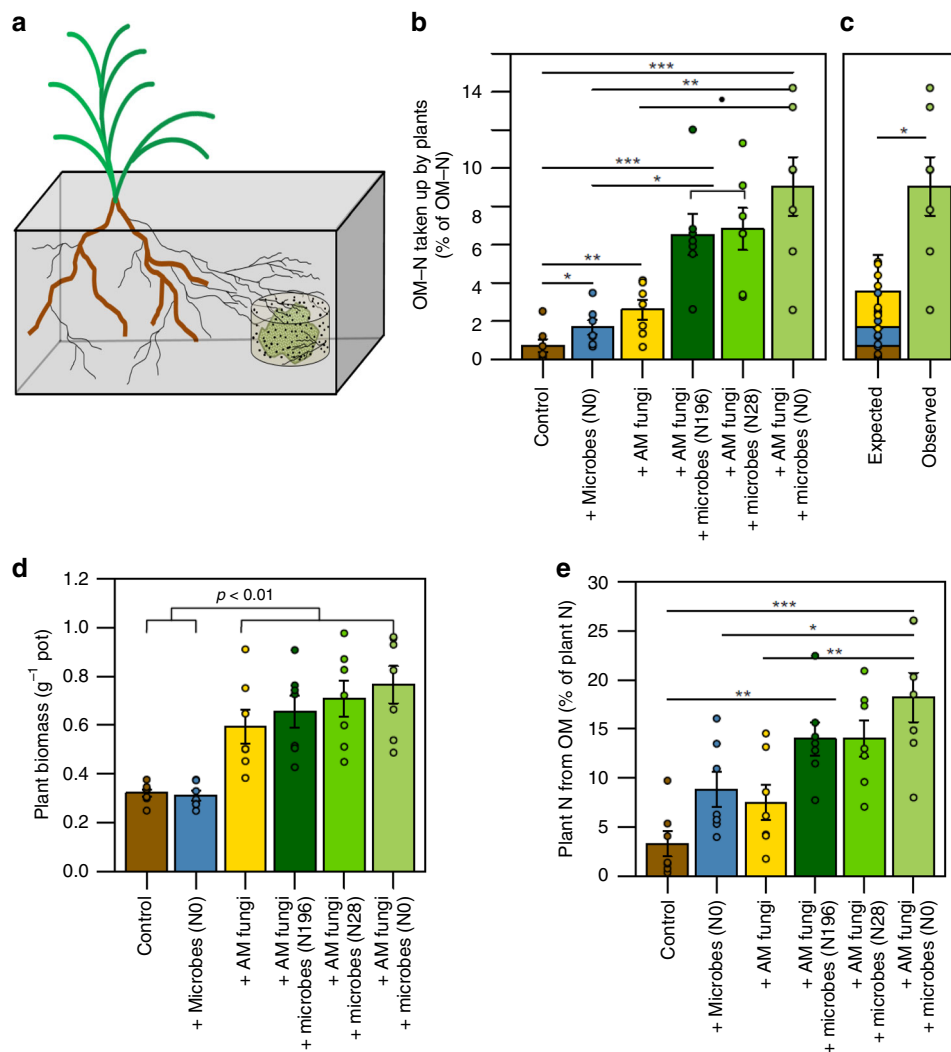 a
b
c
OM–N taken up by plants
(% of OM–N)
14
10
8
6
4
2
0
***
**
•
***
*
**
*
*
Control
+ Microbes (N0)
+ AM fungi
+ AM fungi
+ microbes (N196)
+ AM fungi
+ microbes (N28)
+ AM fungi
+ microbes (N0)
Expected
Observed
d
Plant biomass (g⁻¹ pot)
1.2
1.0
0.8
0.6
0.4
0.2
0.0
p < 0.01
Control
+ Microbes (N0)
+ AM fungi
+ AM fungi
+ microbes (N196)
+ AM fungi
+ microbes (N28)
+ AM fungi
+ microbes (N0)
e
Plant N from OM (% of plant N)
30
25
20
15
10
5
0
***
*
**
**
Control
+ Microbes (N0)
+ AM fungi
+ AM fungi
+ microbes (N196)
+ AM fungi
+ microbes (N28)
+ AM fungi
+ microbes (N0)